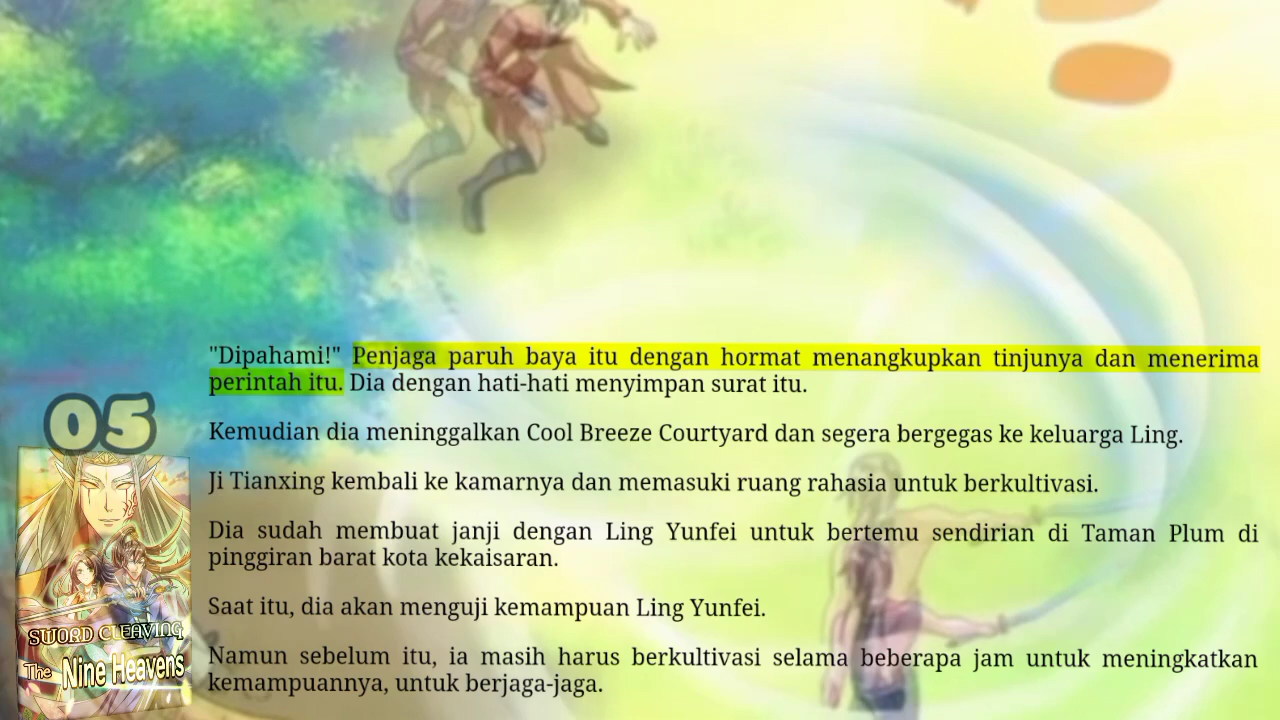 "Dipahami!" Penjaga paruh baya itu dengan hormat menangkupkan tinjunya dan menerima
perintah itu. Dia dengan hati-hati menyimpan surat itu.
Kemudian dia meninggalkan Cool Breeze Courtyard dan segera bergegas ke keluarga Ling.
Ji Tianxing kembali ke kamarnya dan memasuki ruang rahasia untuk berkultivasi.
Dia sudah membuat janji dengan Ling Yunfei untuk bertemu sendirian di Taman Plum di
pinggiran barat kota kekaisaran.
Saat itu, dia akan menguji kemampuan Ling Yunfei.
Namun sebelum itu, ia masih harus berkultivasi selama beberapa jam untuk meningkatkan
kemampuannya, untuk berjaga-jaga.
05
SWORD CLEAVING
The Nine Heavens